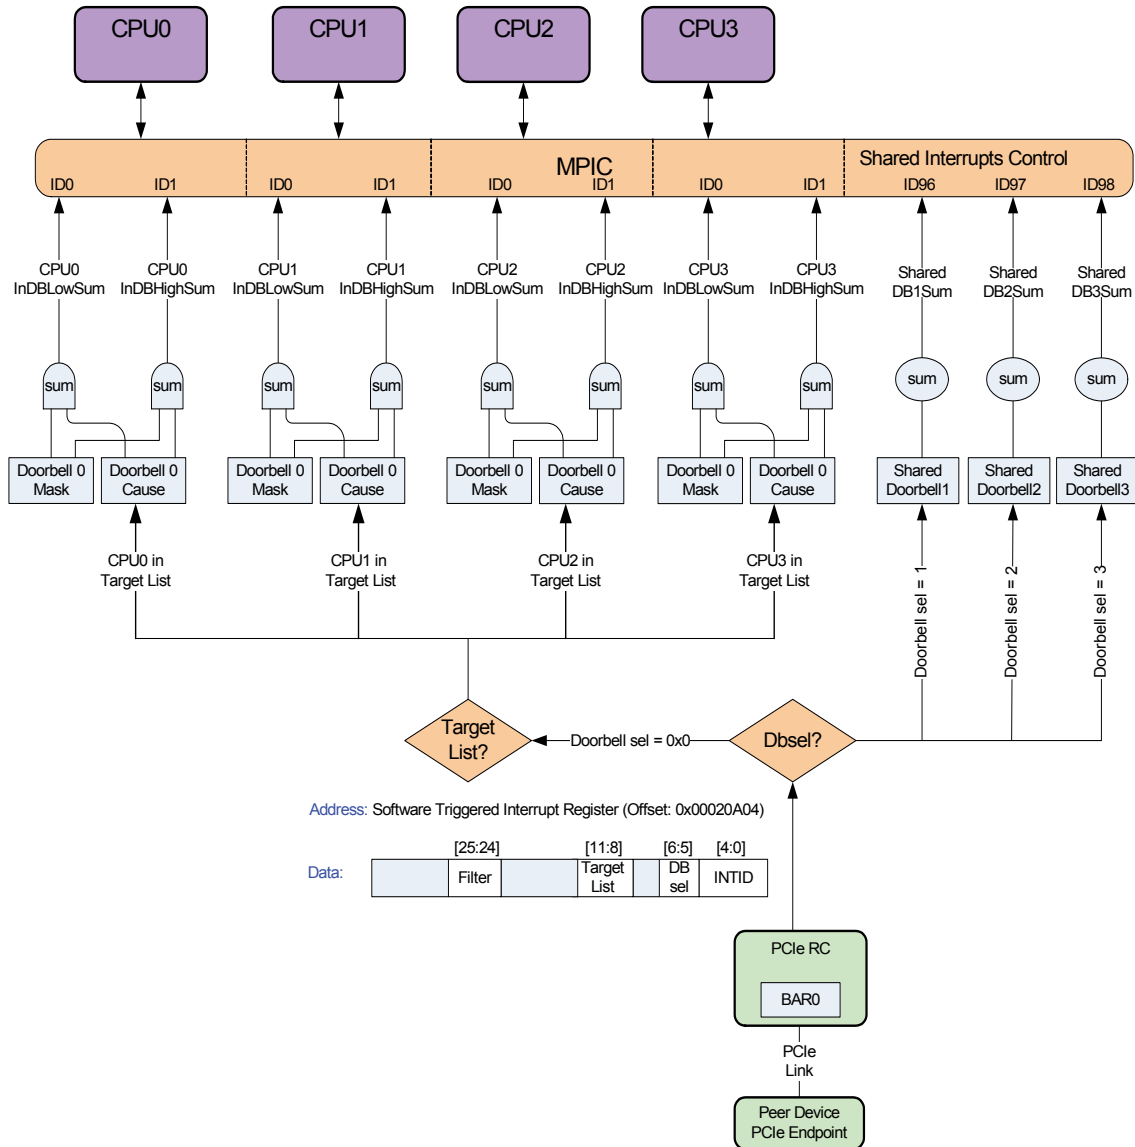 CPU0
CPU1
CPU2
CPU3
MPIC
Shared Interrupts Control
ID0
ID1
ID0
ID1
ID0
ID1
ID0
ID1
ID96
ID97
ID98
CPU0
InDBLowSum
CPU0
InDBHighSum
CPU1
InDBLowSum
CPU1
InDBHighSum
CPU2
InDBLowSum
CPU2
InDBHighSum
CPU3
InDBLowSum
CPU3
InDBHighSum
Shared
DB1Sum
Shared
DB2Sum
Shared
DB3Sum
sum
sum
sum
sum
sum
sum
sum
sum
sum
sum
sum
Doorbell 0
Mask
Doorbell 0
Cause
Doorbell 0
Mask
Doorbell 0
Cause
Doorbell 0
Mask
Doorbell 0
Cause
Doorbell 0
Mask
Doorbell 0
Cause
Shared
Doorbell1
Shared
Doorbell2
Shared
Doorbell3
CPU0 in
Target List
CPU1 in
Target List
CPU2 in
Target List
CPU3 in
Target List
Doorbell sel = 1
Doorbell sel = 2
Doorbell sel = 3
Target
List?
Doorbell sel = 0x0
Dbsel?
Address: Software Triggered Interrupt Register (Offset: 0x00020A04)
[25:24]
[11:8]
[6:5]
[4:0]
Data:
Filter
Target
List
DB
sel
INTID
PCIe RC
BAR0
PCIe
Link
Peer Device
PCIe Endpoint